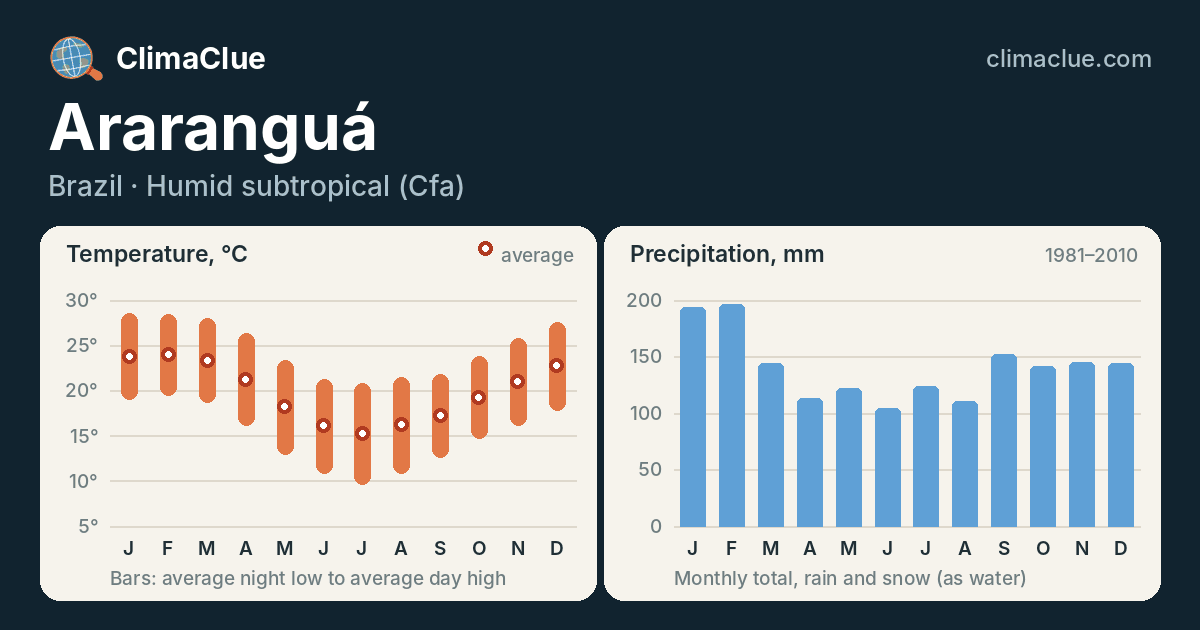 ClimaClue
climaclue.com
Araranguá
Brazil · Humid subtropical (Cfa)
Temperature, °C
average
30°
25°
20°
15°
10°
5°
J F M A M J J A S O N D
Bars: average night low to average day high
Precipitation, mm
1981–2010
200
150
100
50
0
J F M A M J J A S O N D
Monthly total, rain and snow (as water)